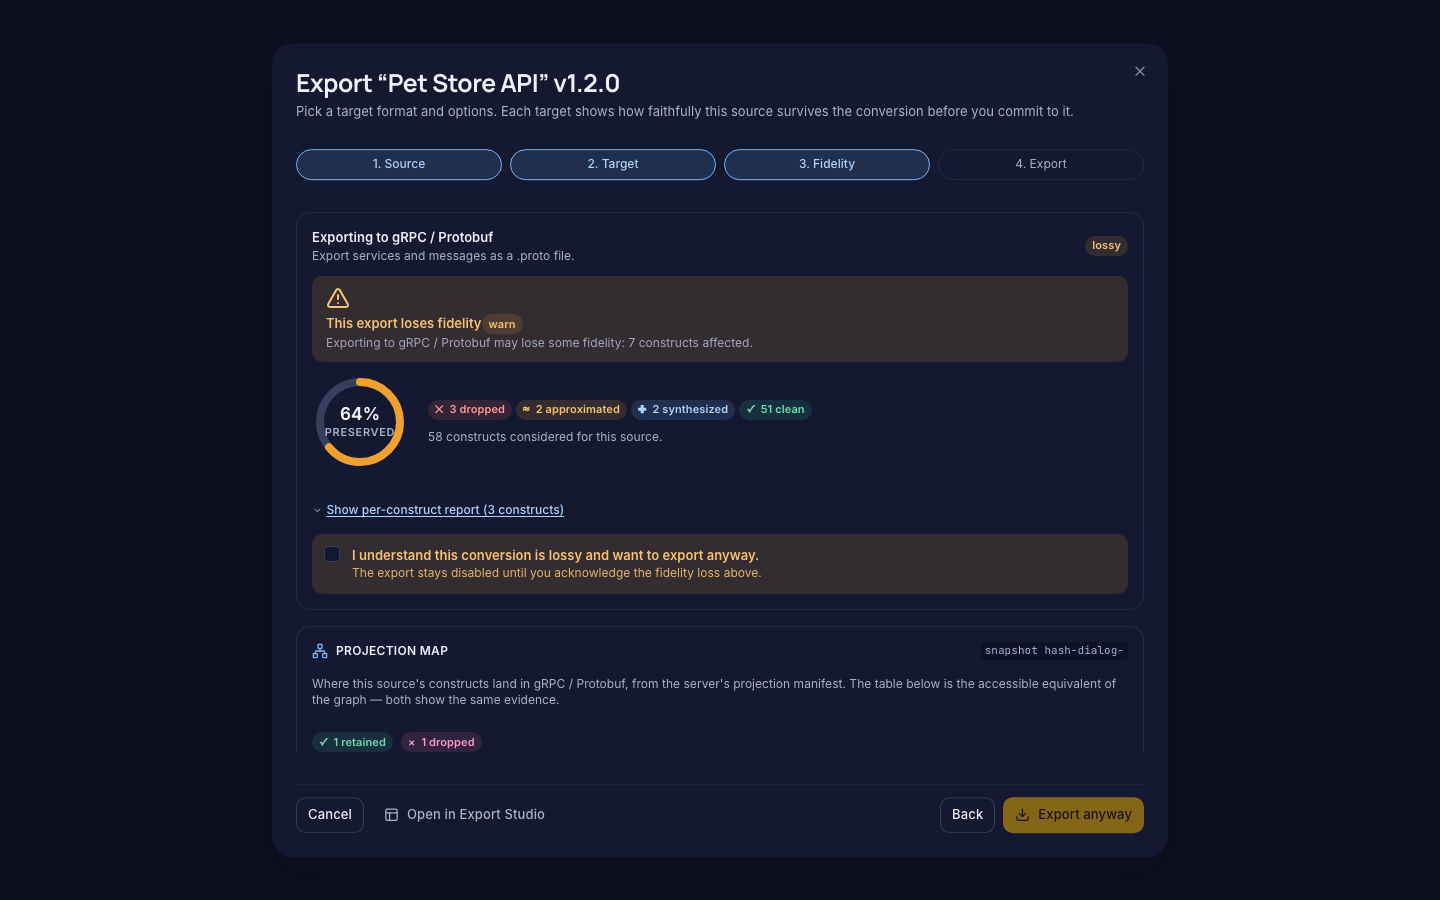 Export “Pet Store API” v1.2.0
Pick a target format and options. Each target shows how faithfully this source survives the conversion before you commit to it.
1. Source
2. Target
3. Fidelity
4. Export
Exporting to gRPC / Protobuf
Export services and messages as a .proto file.
lossy
This export loses fidelity warn
Exporting to gRPC / Protobuf may lose some fidelity: 7 constructs affected.
64%
PRESERVED
✕ 3 dropped
≈ 2 approximated
✚ 2 synthesized
✓ 51 clean
58 constructs considered for this source.
Show per-construct report (3 constructs)
I understand this conversion is lossy and want to export anyway.
The export stays disabled until you acknowledge the fidelity loss above.
PROJECTION MAP
snapshot hash-dialog-
Where this source's constructs land in gRPC / Protobuf, from the server's projection manifest. The table below is the accessible equivalent of
the graph — both show the same evidence.
✓ 1 retained
× 1 dropped
Cancel
Open in Export Studio
Back
Export anyway